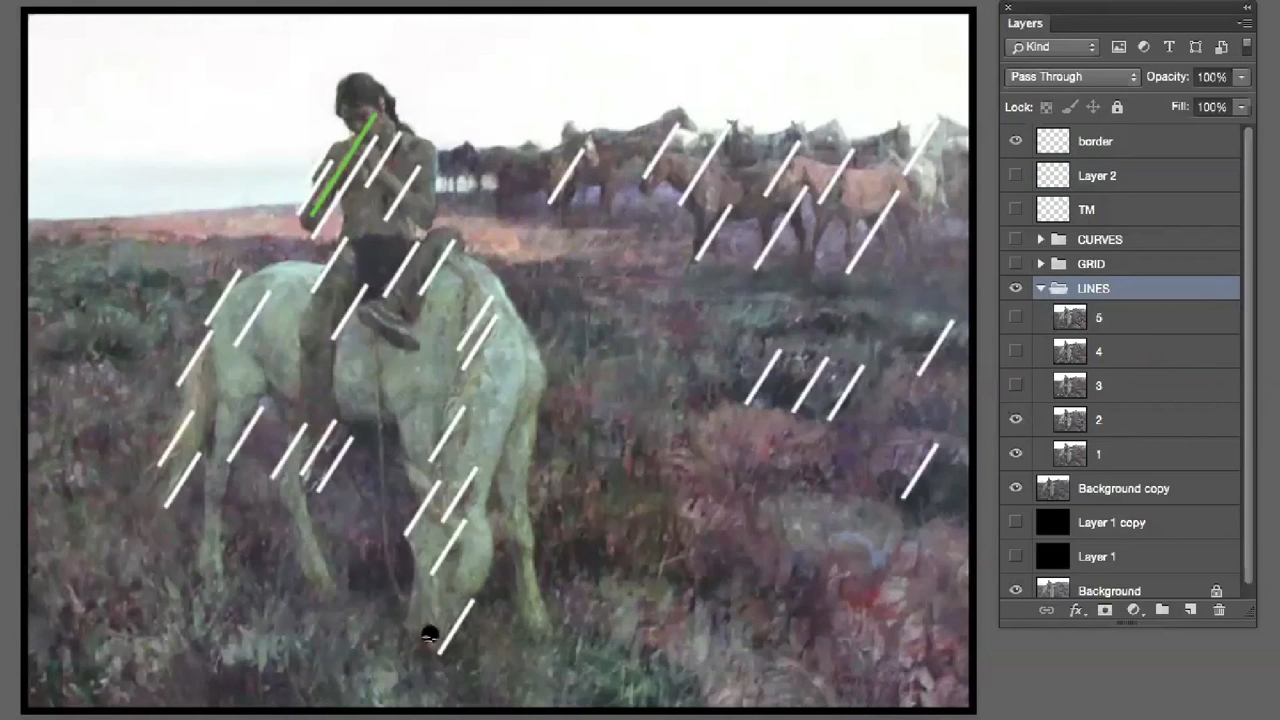 Layers
Kind
Pass Through Opacity: 100%
Lock: Fill: 100%
border
Layer 2
TM
CURVES
GRID
LINES
5
4
3
2
1
Background copy
Layer 1 copy
Layer 1
Background
fx